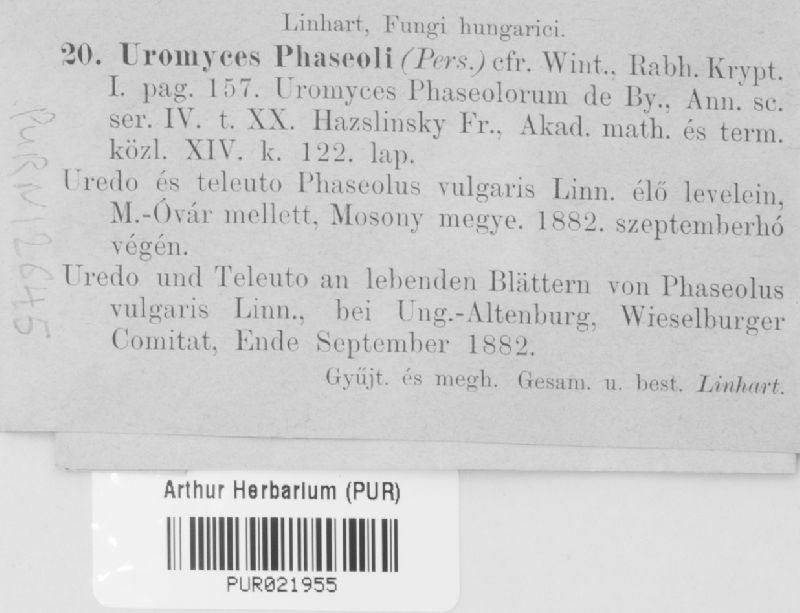 Linhart, Fungi hungarici.
20. Uromyces Phaseoli (Pers.) cfr. Wint., Rabh. Krypt.
I. pag. 157. Uromyces Phaseolorum de By., Ann. sc.
ser. IV. t. XX. Hazslinsky Fr., Akad. math. és term.
közl. XIV. k. 122. lap.
Uredo és teleuto Phaseolus vulgaris Linn. élő levelein,
M.-Óvár mellett, Mosony megye. 1882. szeptemberhó
végén.
Uredo und Teleuto an lebenden Blättern von Phaseolus
vulgaris Linn., bei Ung.-Altenburg, Wieselburger
Comitat, Ende September 1882.
Gyűjt. és megh. Gesam. u. best. Linhart.
PUR N12645
Arthur Herbarium (PUR)
PUR021955